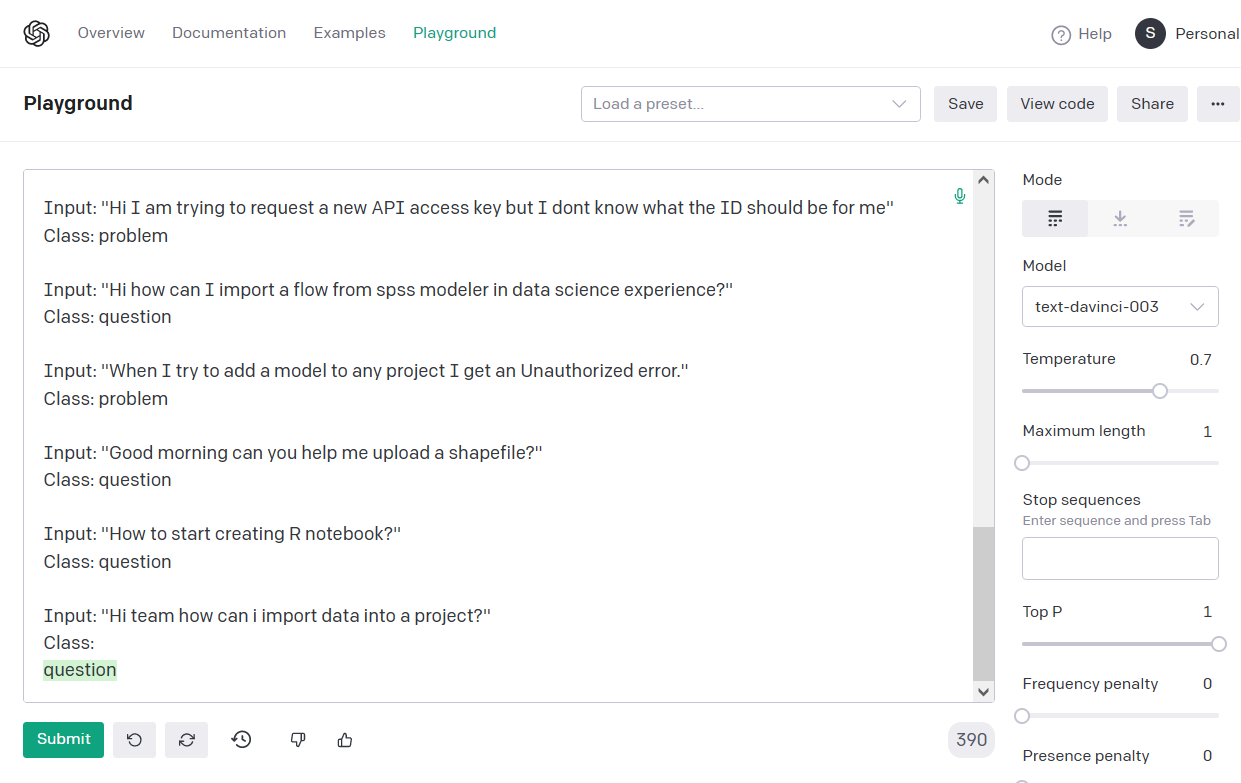 Overview Documentation Examples Playground Help S Personal
Playground Load a preset... Save View code Share ...
Input: "Hi I am trying to request a new API access key but I dont know what the ID should be for me"
Class: problem
Input: "Hi how can I import a flow from spss modeler in data science experience?"
Class: question
Input: "When I try to add a model to any project I get an Unauthorized error."
Class: problem
Input: "Good morning can you help me upload a shapefile?"
Class: question
Input: "How to start creating R notebook?"
Class: question
Input: "Hi team how can i import data into a project?"
Class:
question
Submit 390
Mode
Model
text-davinci-003
Temperature 0.7
Maximum length 1
Stop sequences
Enter sequence and press Tab
Top P 1
Frequency penalty 0
Presence penalty 0